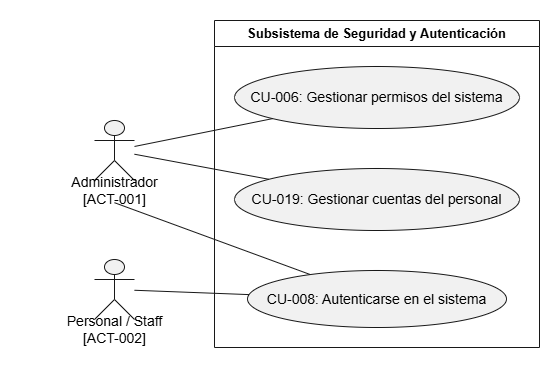 Subsistema de Seguridad y Autenticación
CU-006: Gestionar permisos del sistema
Administrador
[ACT-001]
CU-019: Gestionar cuentas del personal
CU-008: Autenticarse en el sistema
Personal / Staff
[ACT-002]